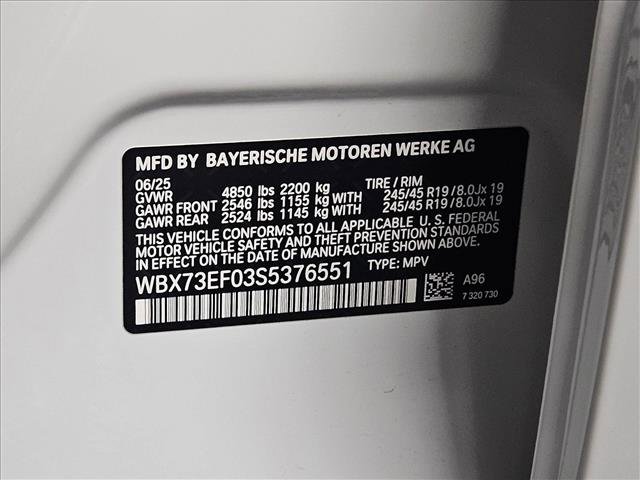 MFD BY BAYERISCHE MOTOREN WERKE AG
06/25
GVWR 4850 lbs 2200 kg TIRE / RIM
GAWR FRONT 2546 lbs 1155 kg WITH 245/45 R19 / 8.0Jx 19
GAWR REAR 2524 lbs 1145 kg WITH 245/45 R19 / 8.0Jx 19
THIS VEHICLE CONFORMS TO ALL APPLICABLE U. S. FEDERAL
MOTOR VEHICLE SAFETY AND THEFT PREVENTION STANDARDS
IN EFFECT ON THE DATE OF MANUFACTURE SHOWN ABOVE.
WBX73EF03S5376551 TYPE: MPV
A96
7 320 730